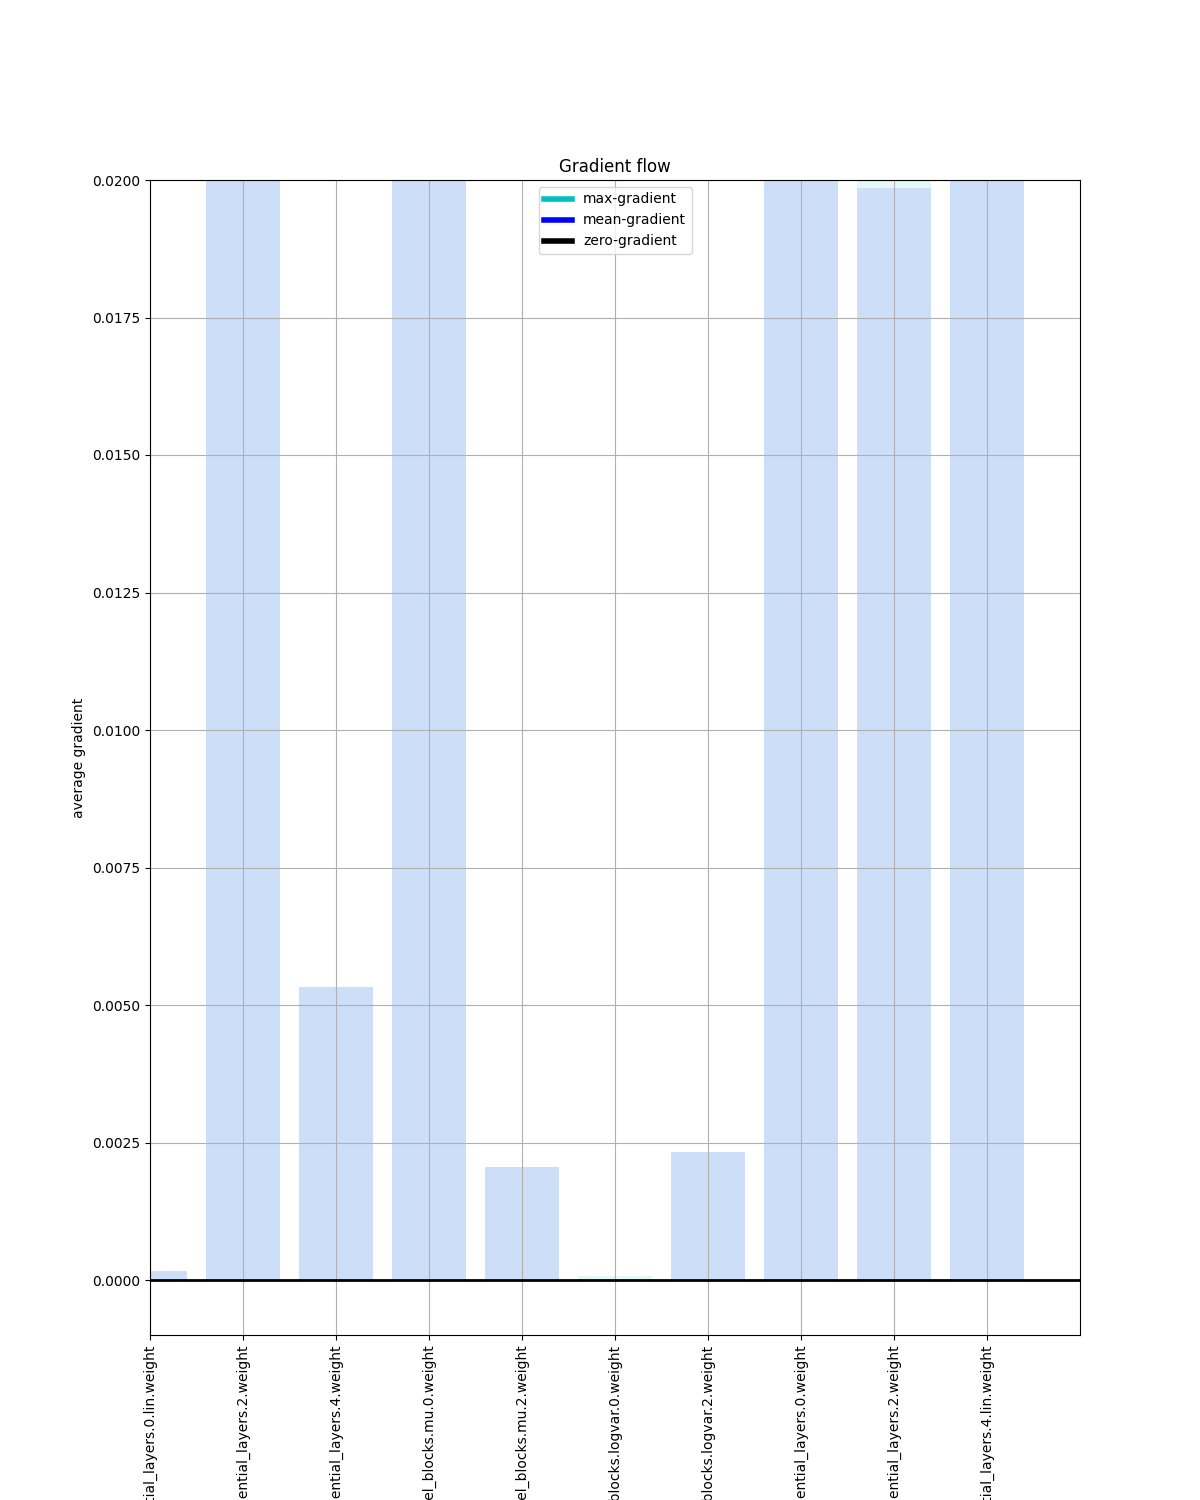 Gradient flow
max-gradient
mean-gradient
zero-gradient
0.0200
0.0175
0.0150
0.0125
0.0100
0.0075
0.0050
0.0025
0.0000
average gradient
tial_layers.0.lin.weight
ential_layers.2.weight
ential_layers.4.weight
el_blocks.mu.0.weight
el_blocks.mu.2.weight
blocks.logvar.0.weight
blocks.logvar.2.weight
ential_layers.0.weight
ential_layers.2.weight
tial_layers.4.lin.weight